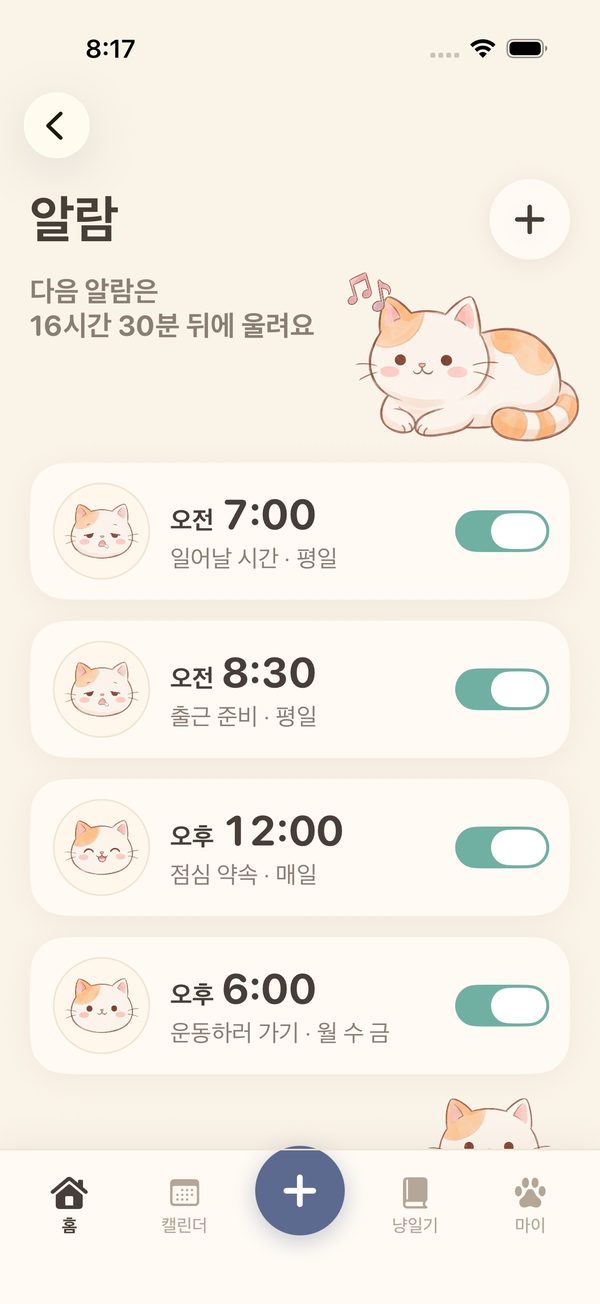 8:17
알람
다음 알람은
16시간 30분 뒤에 울려요
오전 7:00
일어날 시간 · 평일
오전 8:30
출근 준비 · 평일
오후 12:00
점심 약속 · 매일
오후 6:00
운동하러 가기 · 월 수 금
홈
캘린더
냥일기
마이